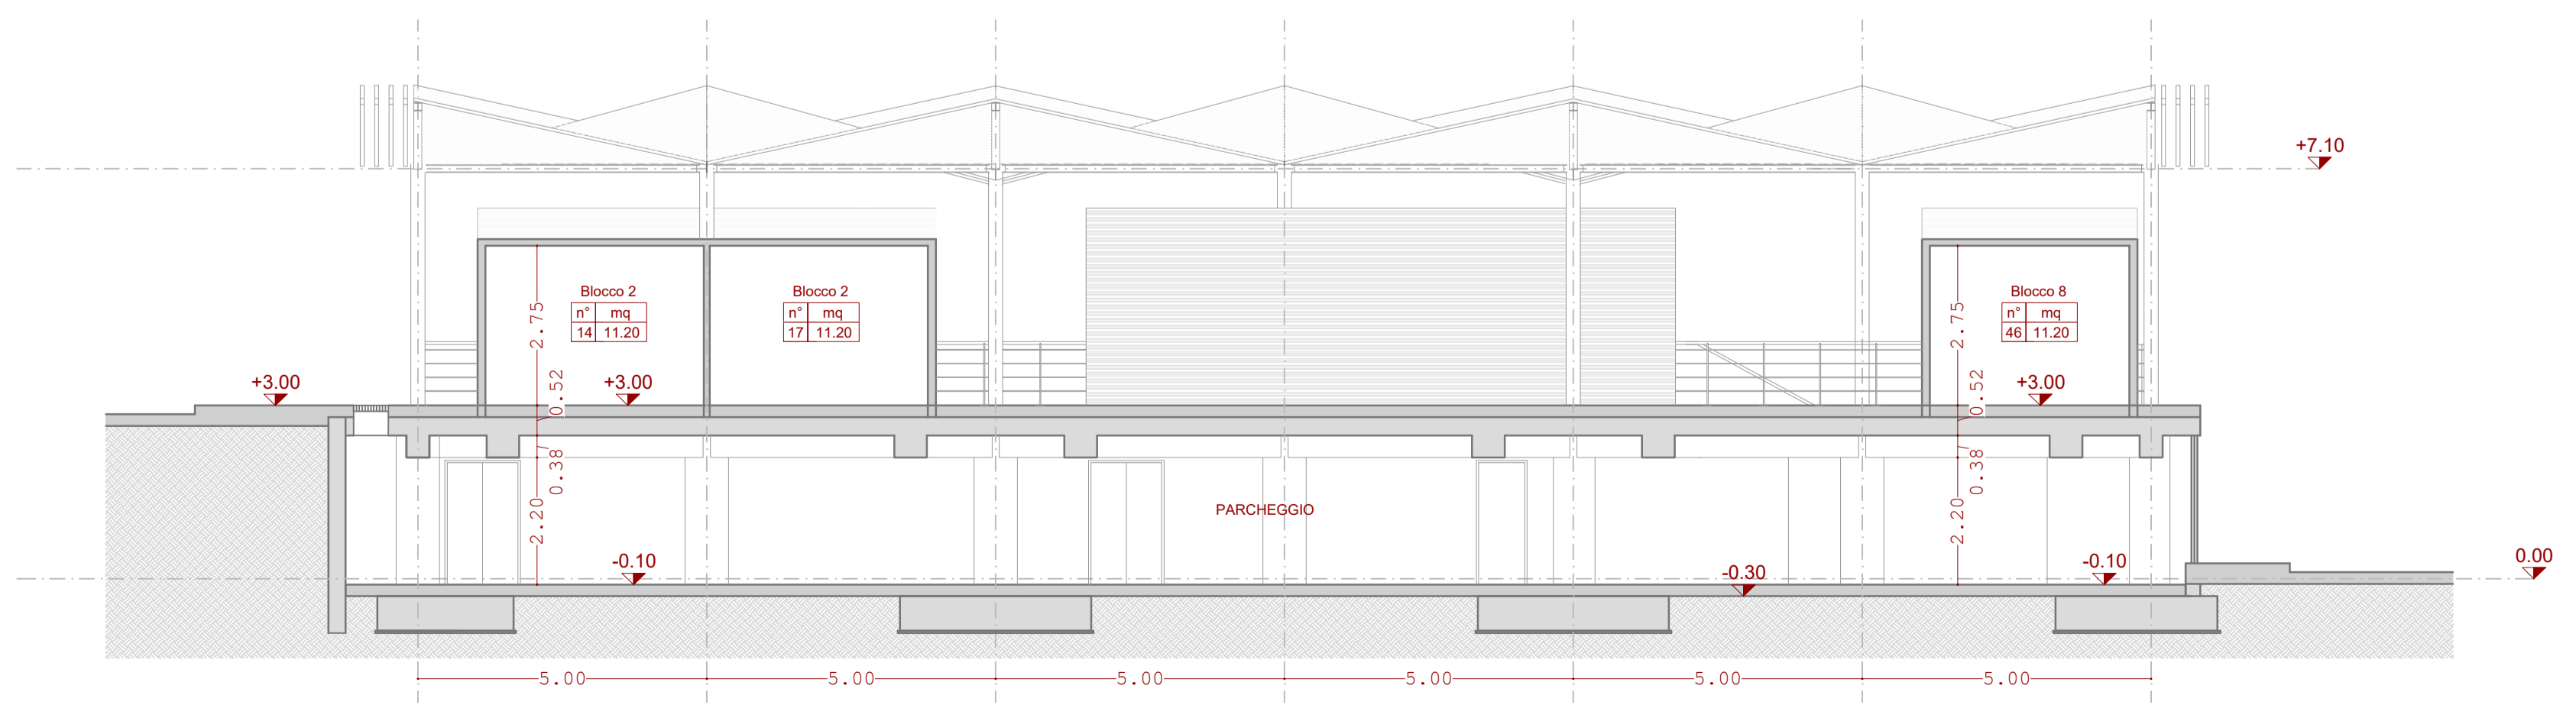 +7.10
Blocco 2
n° mq
14 11.20
Blocco 2
n° mq
17 11.20
Blocco 8
n° mq
46 11.20
2.75
2.75
+3.00
+3.00
+3.00
0.52
0.52
0.38
0.38
2.20
2.20
PARCHEGGIO
-0.10
-0.30
-0.10
0.00
5.00 5.00 5.00 5.00 5.00 5.00